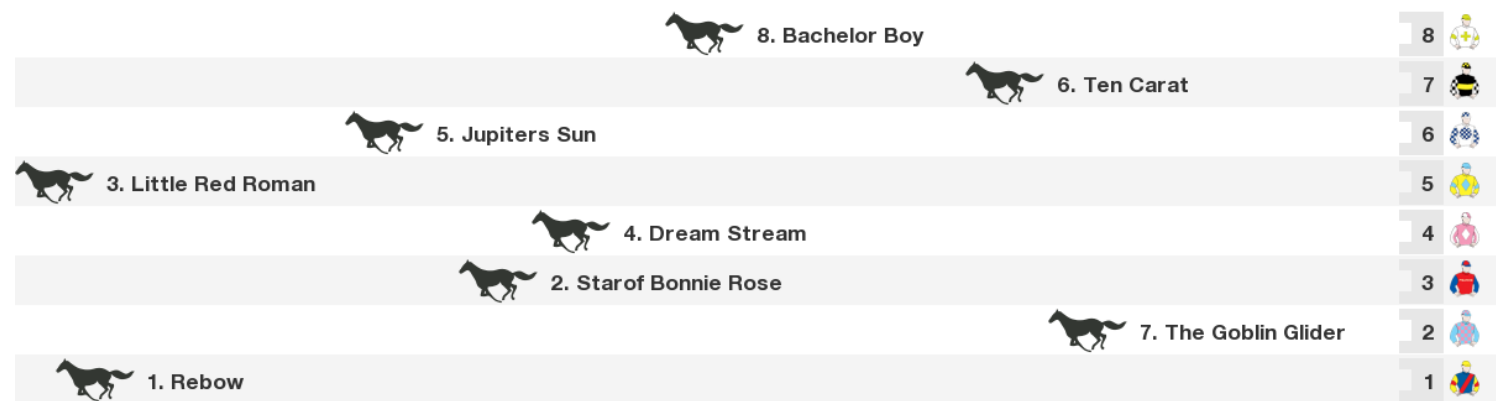 8. Bachelor Boy 8
6. Ten Carat 7
5. Jupiters Sun 6
3. Little Red Roman 5
4. Dream Stream 4
2. Starof Bonnie Rose 3
7. The Goblin Glider 2
1. Rebow 1